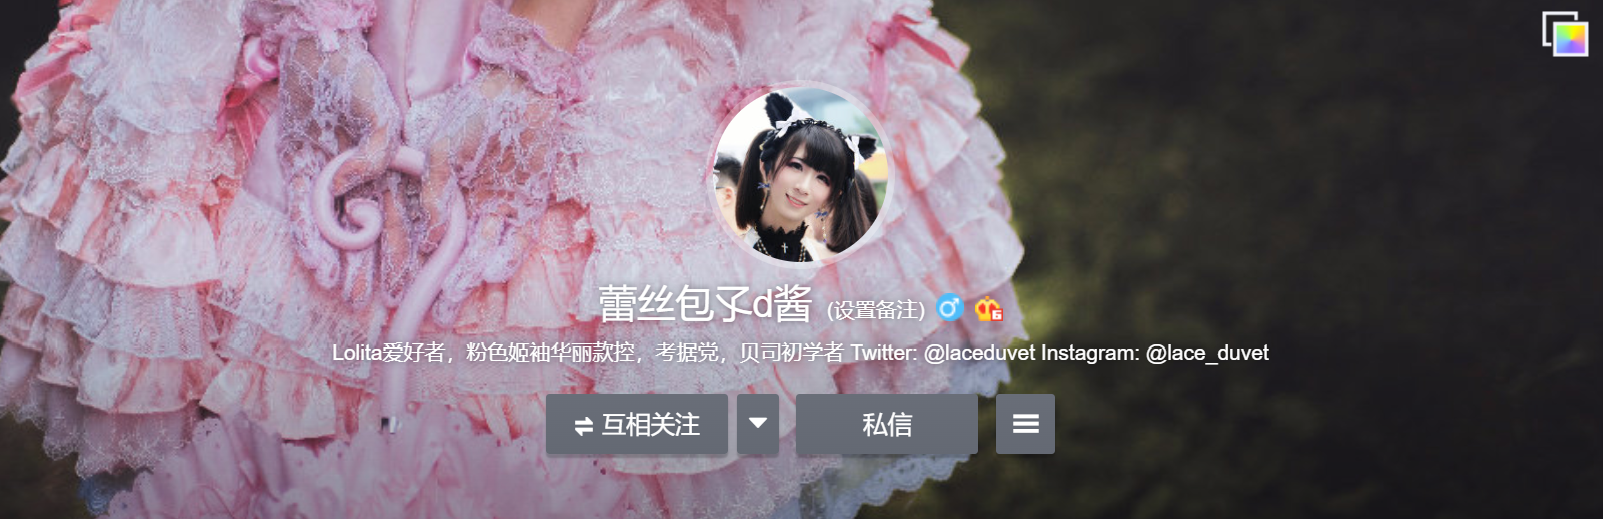 蕾丝包子d酱 (设置备注) 6
Lolita爱好者，粉色姬袖华丽款控，考据党，贝司初学者 Twitter: @laceduvet Instagram: @lace_duvet
互相关注 私信